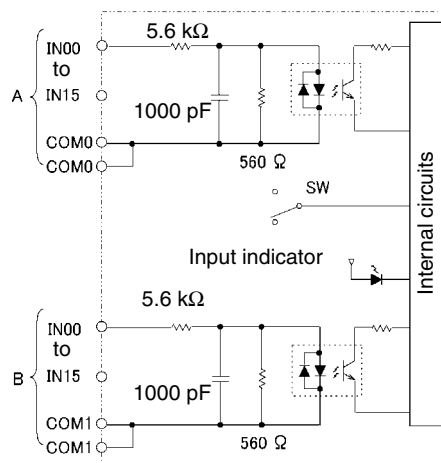 IN00
5.6 kΩ
to
A
IN15
1000 pF
COM0
COM0
560 Ω
SW
Internal circuits
Input indicator
5.6 kΩ
IN00
to
B
IN15
1000 pF
COM1
COM1
560 Ω